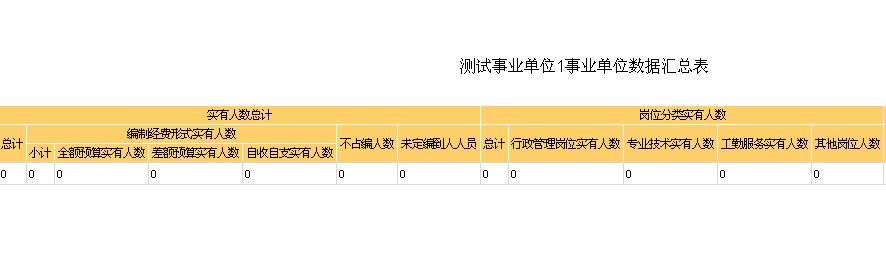 测试事业单位1事业单位数据汇总表
实有人数总计 岗位分类实有人数
总计 编制经费形式实有人数 不占编人数 未定编到人人员 总计 行政管理岗位实有人数 专业技术实有人数 工勤服务实有人数 其他岗位人数
小计 全额预算实有人数 差额预算实有人数 自收自支实有人数
0 0 0 0 0 0 0 0 0 0 0 0